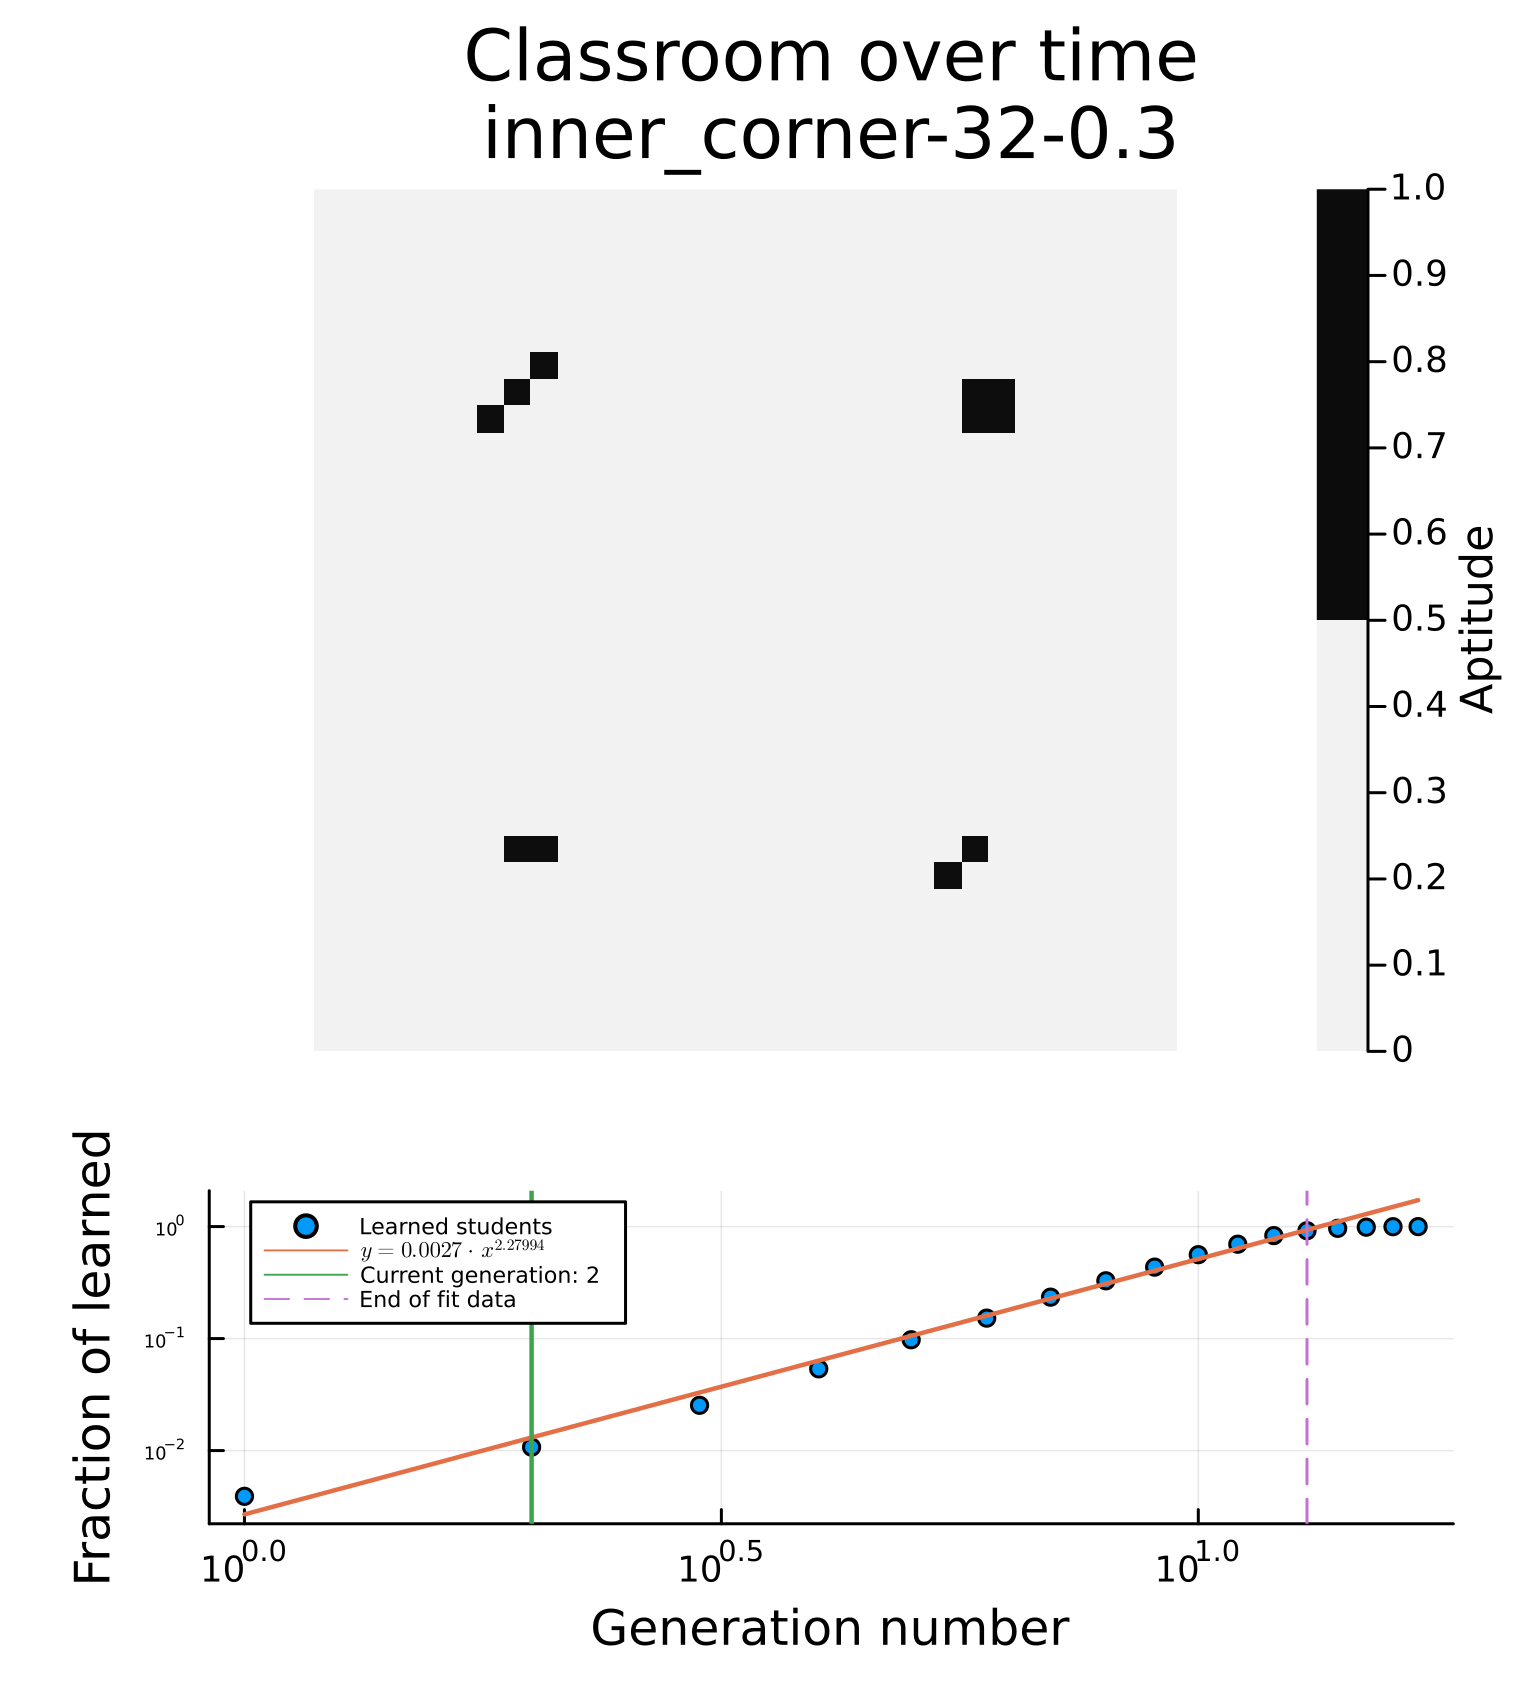 Classroom over time
inner_corner-32-0.3
1.0
0.9
0.8
0.7
0.6
0.5
0.4
0.3
0.2
0.1
0
Aptitude
Fraction of learned
10⁰
10⁻¹
10⁻²
Learned students
y = 0.0027 · x^2.27994
Current generation: 2
End of fit data
10^0.0
10^0.5
10^1.0
Generation number